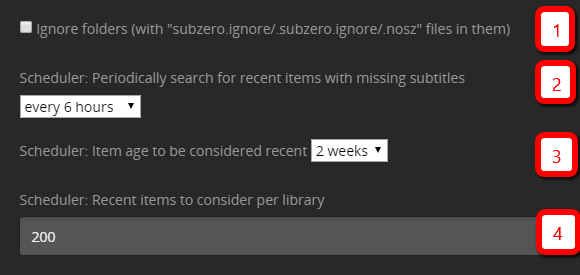 Ignore folders (with "subzero.ignore/.subzero.ignore/.nosz" files in them) 1
Scheduler: Periodically search for recent items with missing subtitles 2
every 6 hours
Scheduler: Item age to be considered recent 2 weeks 3
Scheduler: Recent items to consider per library
200 4